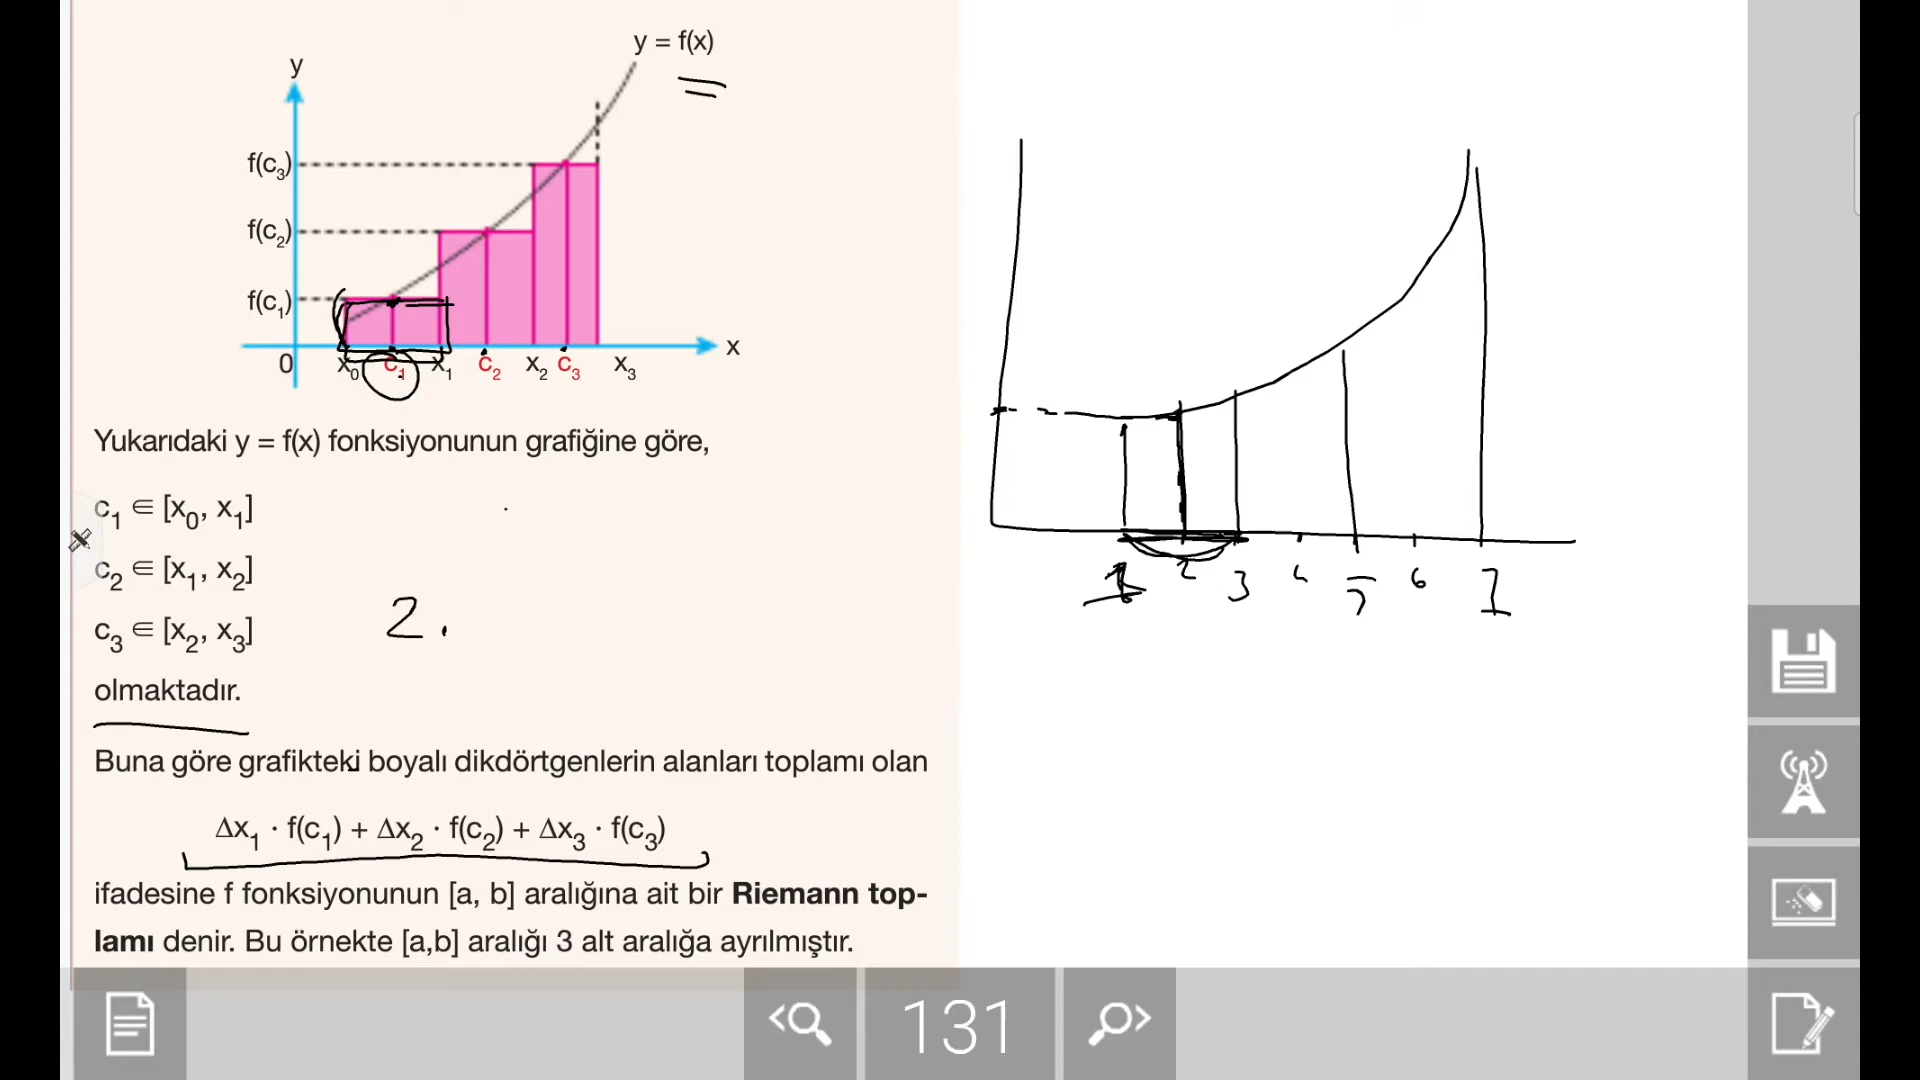 y = f(x)
y
f(c3)
f(c2)
f(c1)
0 x0 c1 x1 c2 x2 c3 x3 x
Yukarıdaki y = f(x) fonksiyonunun grafiğine göre,
c1 ∈ [x0, x1]
c2 ∈ [x1, x2]
c3 ∈ [x2, x3]
olmaktadır.
2.
Buna göre grafikteki boyalı dikdörtgenlerin alanları toplamı olan
Δx1 · f(c1) + Δx2 · f(c2) + Δx3 · f(c3)
ifadesine f fonksiyonunun [a, b] aralığına ait bir Riemann top-
lamı denir. Bu örnekte [a,b] aralığı 3 alt aralığa ayrılmıştır.
2 3 6
131